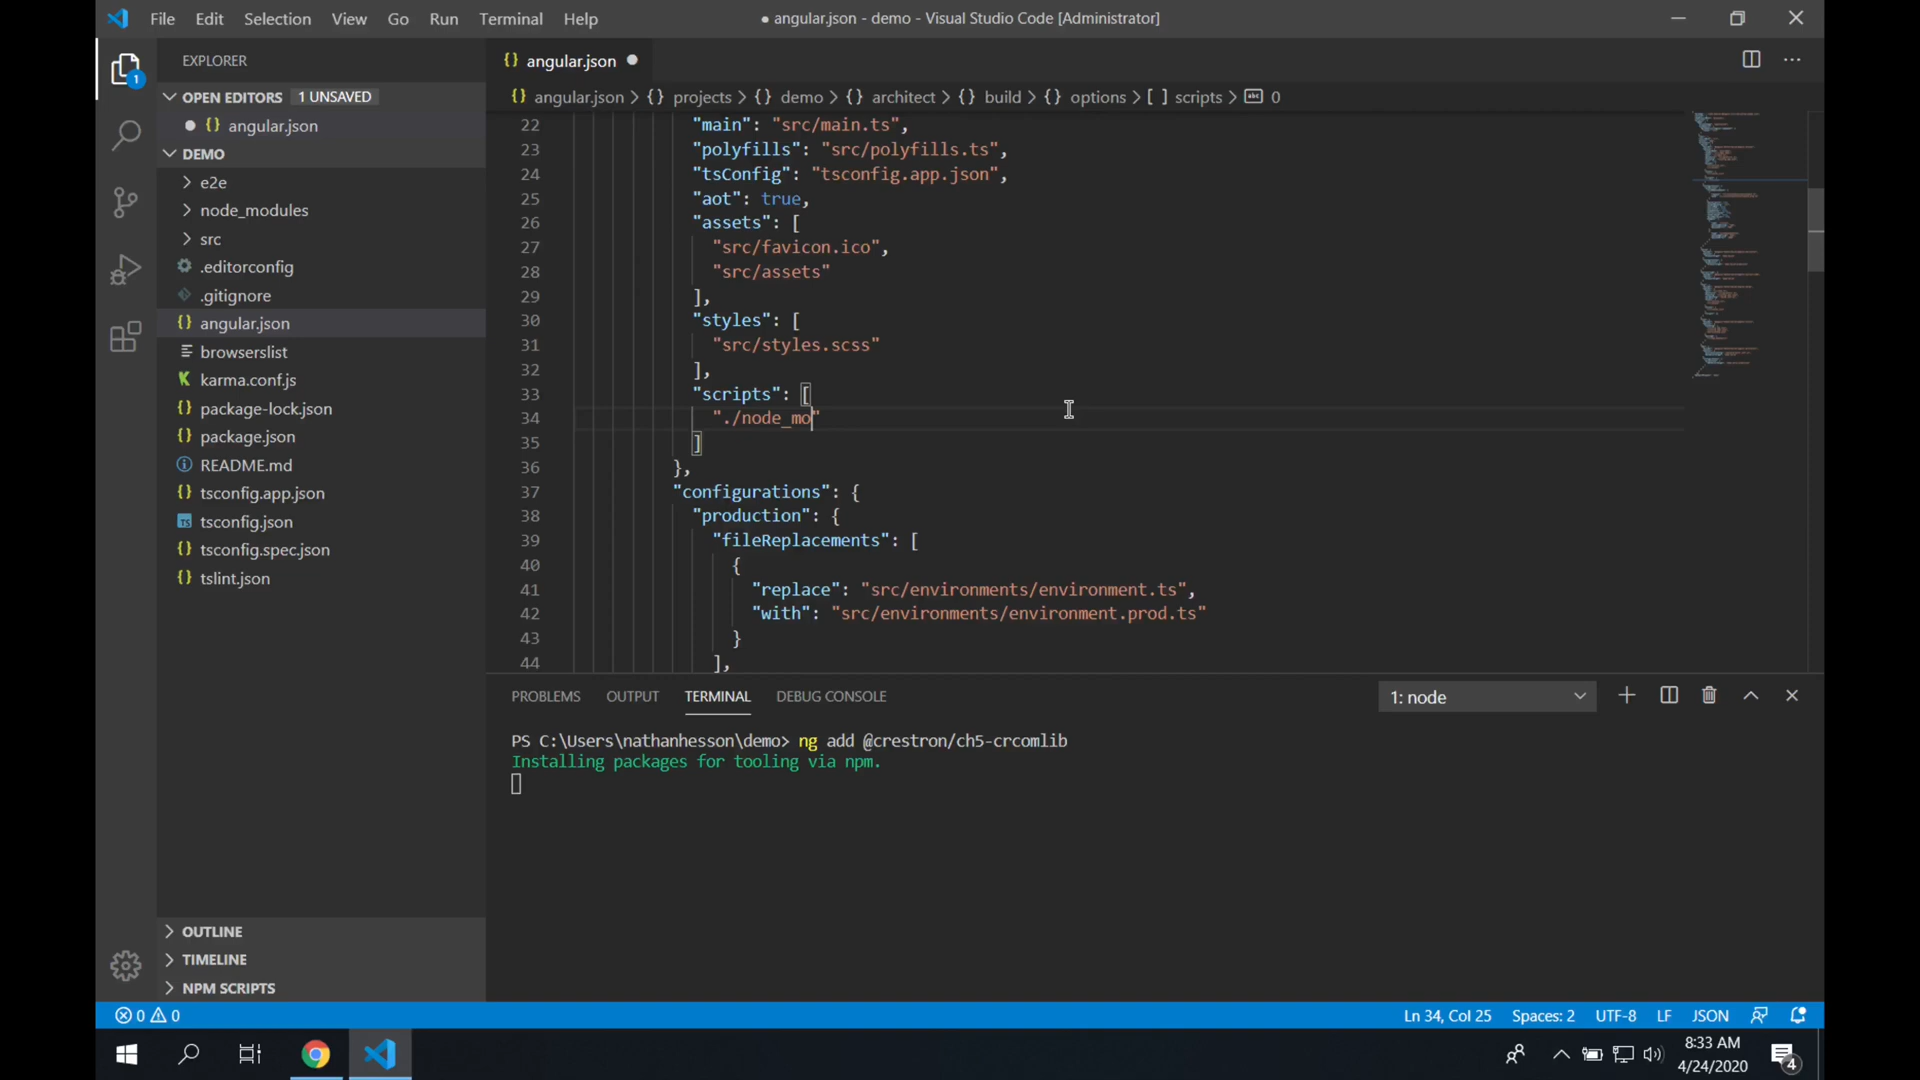 File Edit Selection View Go Run Terminal Help
● angular.json - demo - Visual Studio Code [Administrator]
EXPLORER
OPEN EDITORS 1 UNSAVED
angular.json
DEMO
e2e
node_modules
src
.editorconfig
.gitignore
angular.json
browserslist
karma.conf.js
package-lock.json
package.json
README.md
tsconfig.app.json
tsconfig.json
tsconfig.spec.json
tslint.json
OUTLINE
TIMELINE
NPM SCRIPTS
angular.json
angular.json > {} projects > {} demo > {} architect > {} build > {} options > [ ] scripts > abc 0
22 "main": "src/main.ts",
23 "polyfills": "src/polyfills.ts",
24 "tsConfig": "tsconfig.app.json",
25 "aot": true,
26 "assets": [
27 "src/favicon.ico",
28 "src/assets"
29 ],
30 "styles": [
31 "src/styles.scss"
32 ],
33 "scripts": [
34 "./node_mo"
35 ]
36 },
37 "configurations": {
38 "production": {
39 "fileReplacements": [
40 {
41 "replace": "src/environments/environment.ts",
42 "with": "src/environments/environment.prod.ts"
43 }
44 ],
PROBLEMS OUTPUT TERMINAL DEBUG CONSOLE
1: node
PS C:\Users\nathanhesson\demo> ng add @crestron/ch5-crcomlib
Installing packages for tooling via npm.
0 0
Ln 34, Col 25 Spaces: 2 UTF-8 LF JSON
8:33 AM
4/24/2020
4